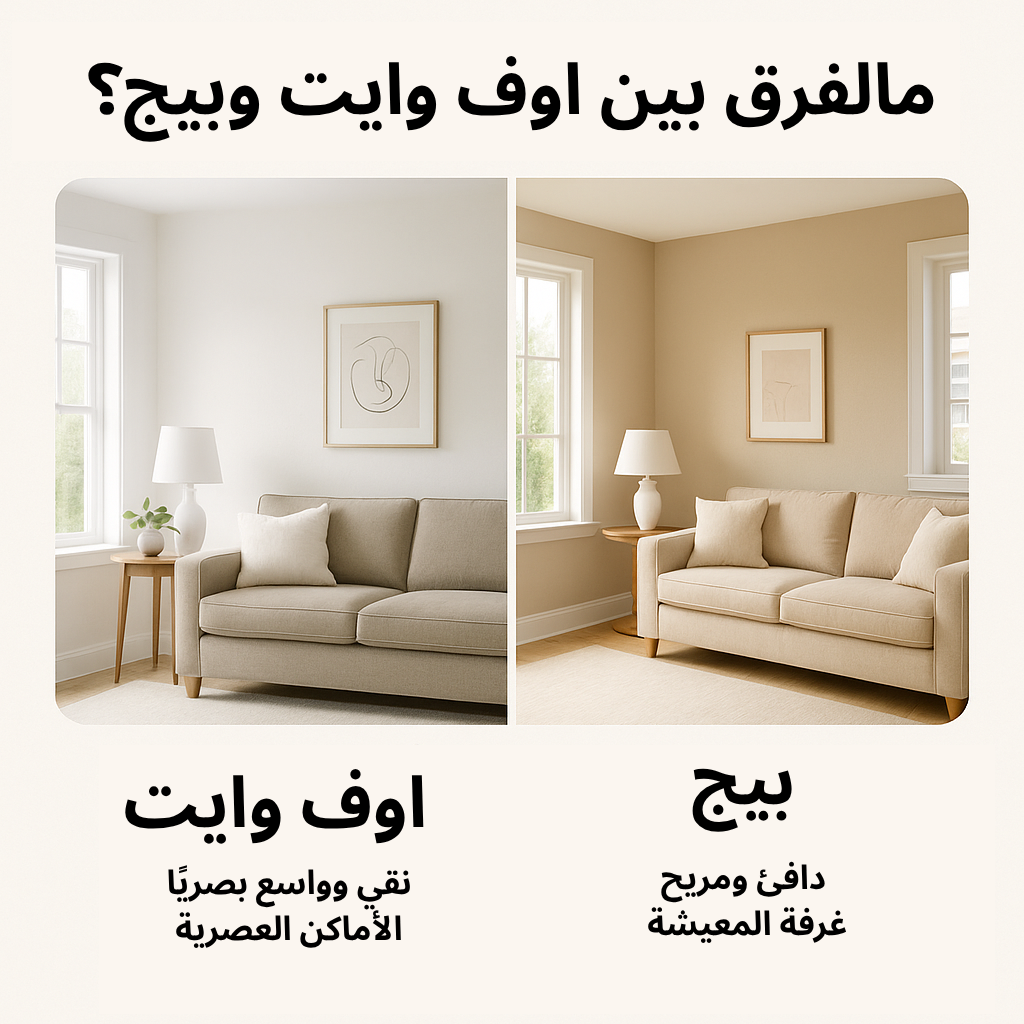 مالفرق بين اوف وايت وبيج؟
بيج
دافئ ومريح
غرفة المعيشة
اوف وايت
نقي وواسع بصريًا
الأماكن العصرية